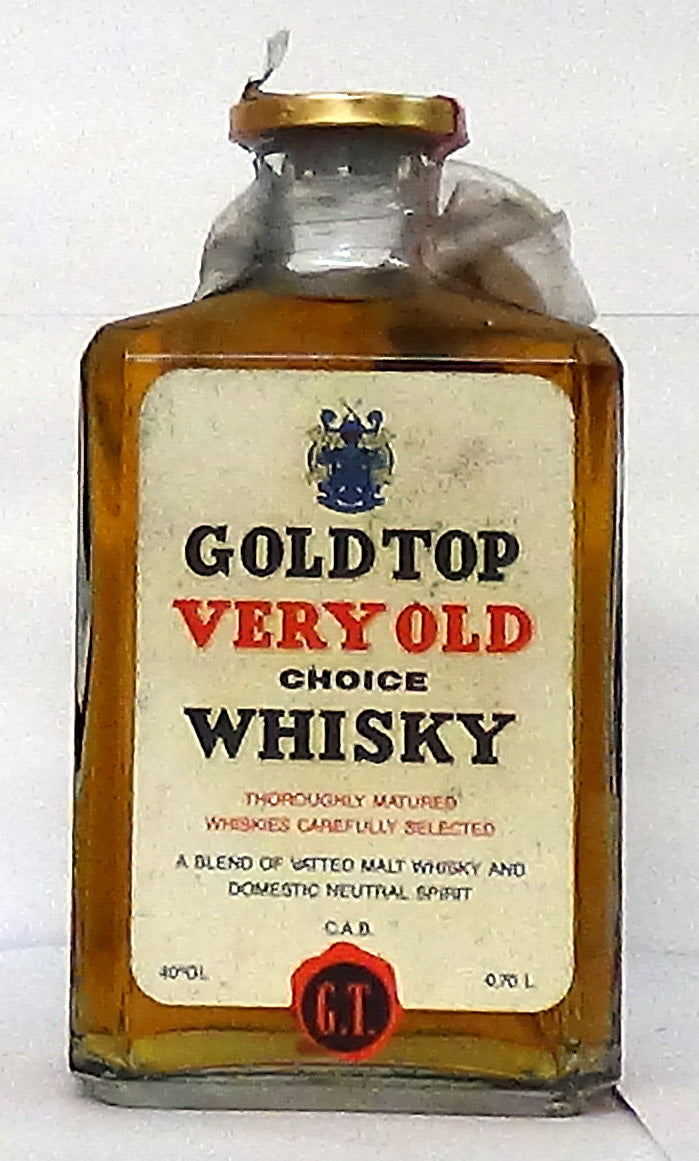 GOLD TOP
VERY OLD
CHOICE
WHISKY
THOROUGHLY MATURED
WHISKIES CAREFULLY SELECTED
A BLEND OF VATTED MALT WHISKY AND
DOMESTIC NEUTRAL SPIRIT
C.A.B.
40°GL 0,70 L
G.T.